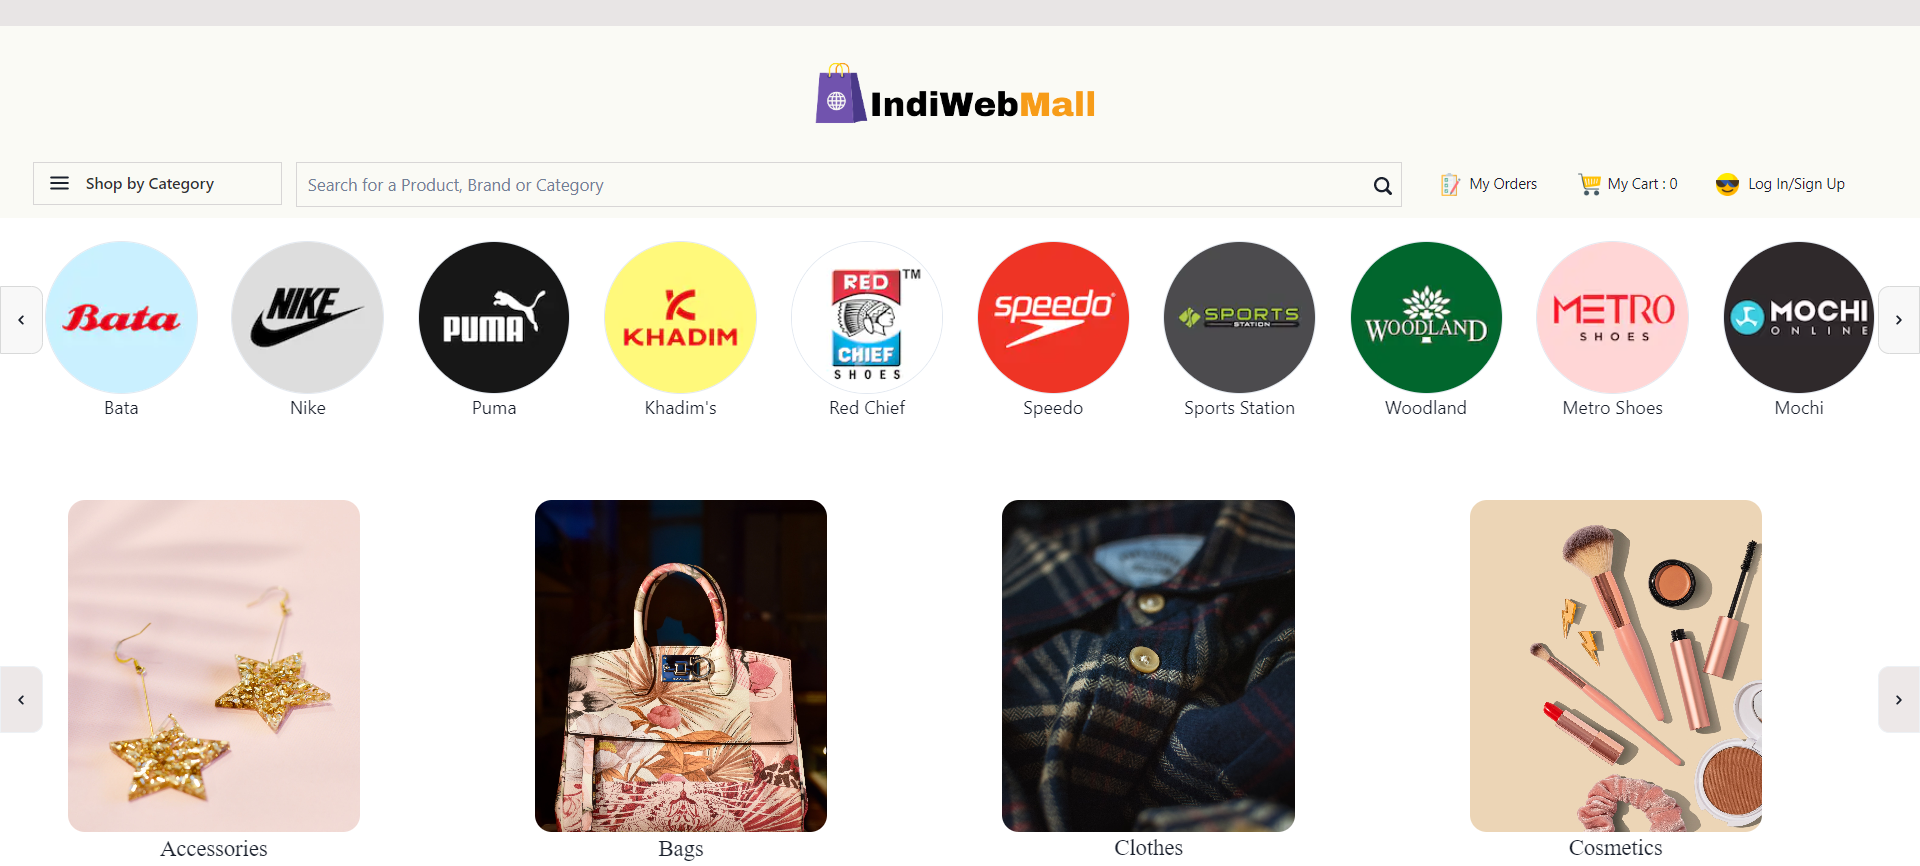 IndiWebMall
Shop by Category
Search for a Product, Brand or Category
My Orders
My Cart : 0
Log In/Sign Up
Bata
NIKE
PUMA
KHADIM
RED
CHIEF
SHOES
TM
speedo
SPORTS
STATION
WOODLAND
METRO
SHOES
MOCHI
ONLINE
Bata
Nike
Puma
Khadim's
Red Chief
Speedo
Sports Station
Woodland
Metro Shoes
Mochi
Accessories
Bags
Clothes
Cosmetics